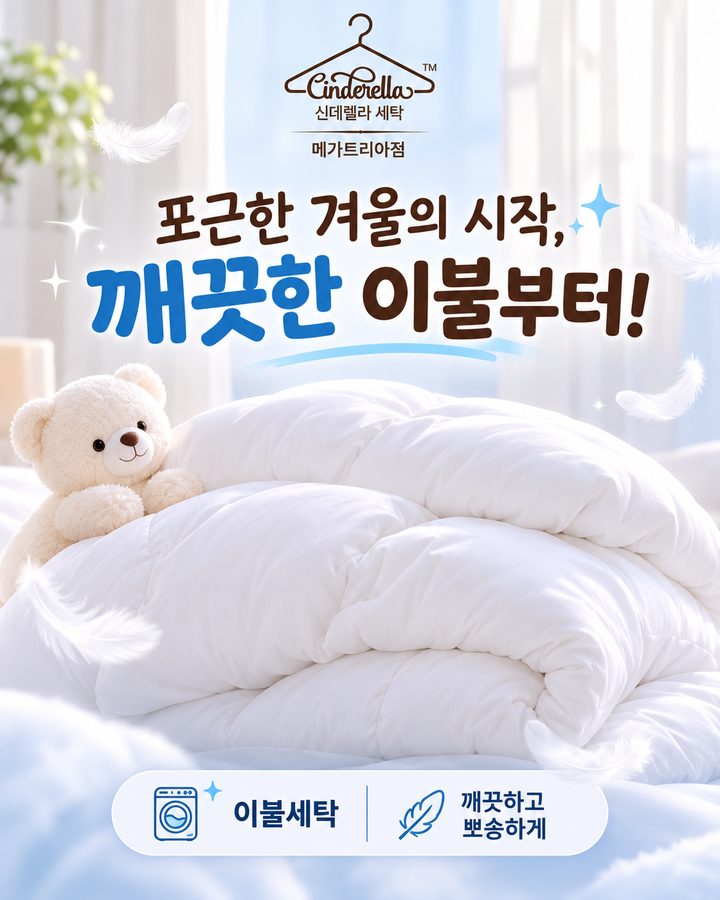 Cinderella™
신데렐라 세탁
메가트리아점
포근한 겨울의 시작,
깨끗한 이불부터!
이불세탁
깨끗하고
뽀송하게